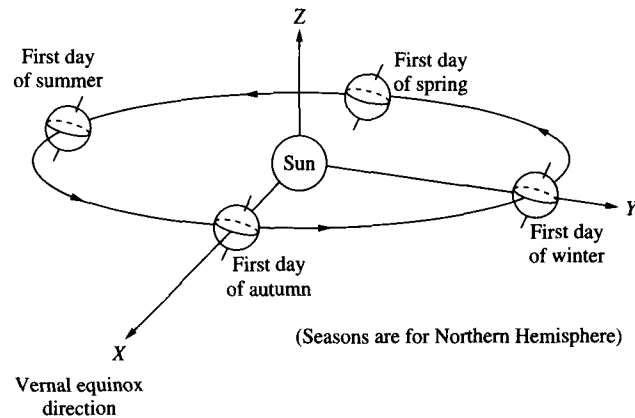 Z
First day
of summer
First day
of spring
Sun
Y
First day
of winter
First day
of autumn
(Seasons are for Northern Hemisphere)
X
Vernal equinox
direction